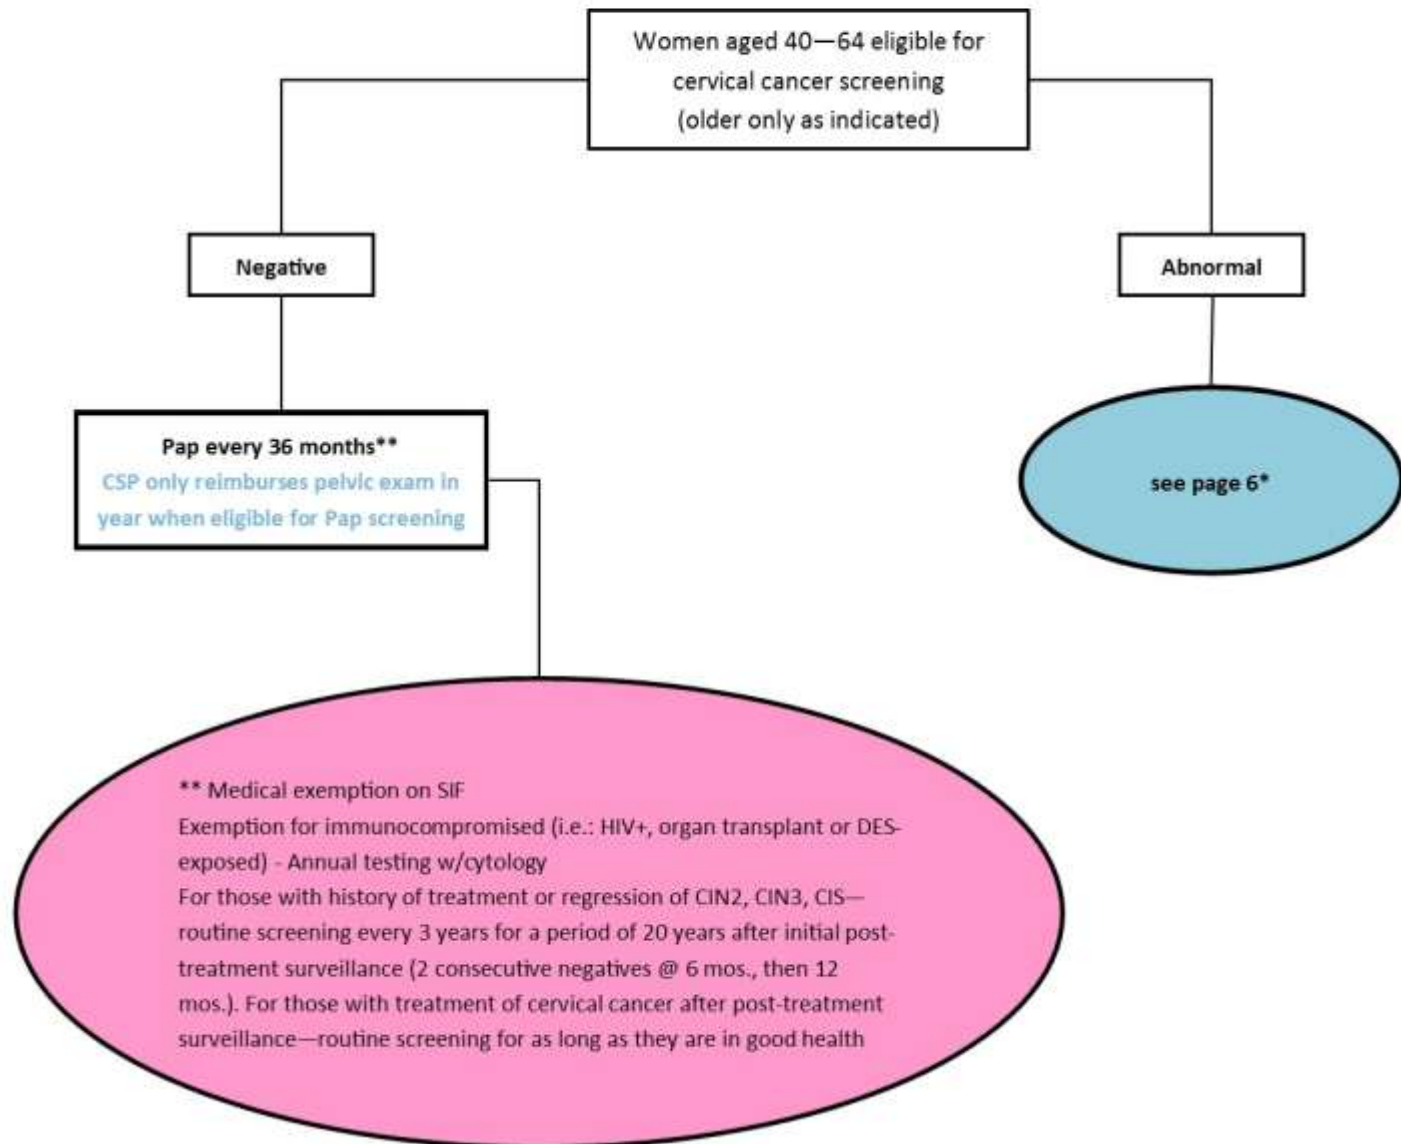 Women aged 40—64 eligible for
cervical cancer screening
(older only as indicated)
Negative
Abnormal
Pap every 36 months**
CSP only reimburses pelvic exam in
year when eligible for Pap screening
see page 6*
** Medical exemption on SIF
Exemption for immunocompromised (i.e.: HIV+, organ transplant or DES-
exposed) - Annual testing w/cytology
For those with history of treatment or regression of CIN2, CIN3, CIS—
routine screening every 3 years for a period of 20 years after initial post-
treatment surveillance (2 consecutive negatives @ 6 mos., then 12
mos.). For those with treatment of cervical cancer after post-treatment
surveillance—routine screening for as long as they are in good health